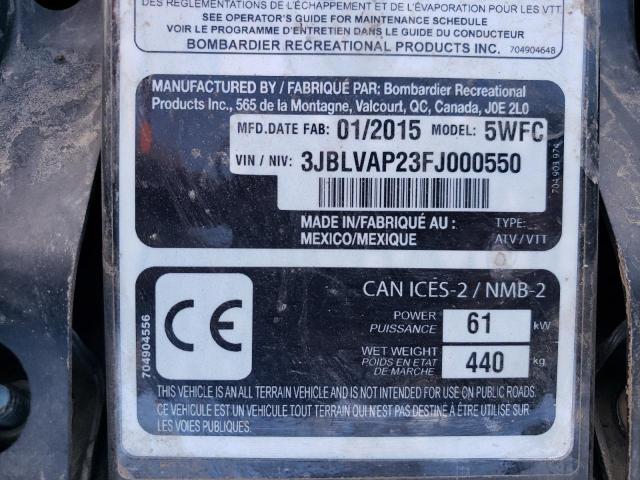 DES RÈGLEMENTS DE L'ÉCHAPPEMENT ET DE L'ÉVAPORATION POUR LES VTT
SEE OPERATOR'S GUIDE FOR MAINTENANCE SCHEDULE
VOIR LE PROGRAMME D'ENTRETIEN DANS LE GUIDE DU CONDUCTEUR
BOMBARDIER RECREATIONAL PRODUCTS INC. 704904648
MANUFACTURED BY / FABRIQUÉ PAR: Bombardier Recreational
Products Inc., 565 de la Montagne, Valcourt, QC, Canada, J0E 2L0
MFD.DATE FAB: 01/2015 MODEL: 5WFC
VIN / NIV: 3JBLVAP23FJ000550
704 903 974
MADE IN/FABRIQUÉ AU :
MEXICO/MEXIQUE
TYPE:
ATV/VTT
CE
704904556
CAN ICES-2 / NMB-2
POWER
PUISSANCE
61 kW
WET WEIGHT
POIDS EN ETAT
DE MARCHE
440 kg
THIS VEHICLE IS AN ALL TERRAIN VEHICLE AND IS NOT INTENDED FOR USE ON PUBLIC ROADS.
CE VÉHICULE EST UN VÉHICULE TOUT TERRAIN QUI N'EST PAS DESTINÉ À ÊTRE UTILISÉ SUR
LES VOIES PUBLIQUES.